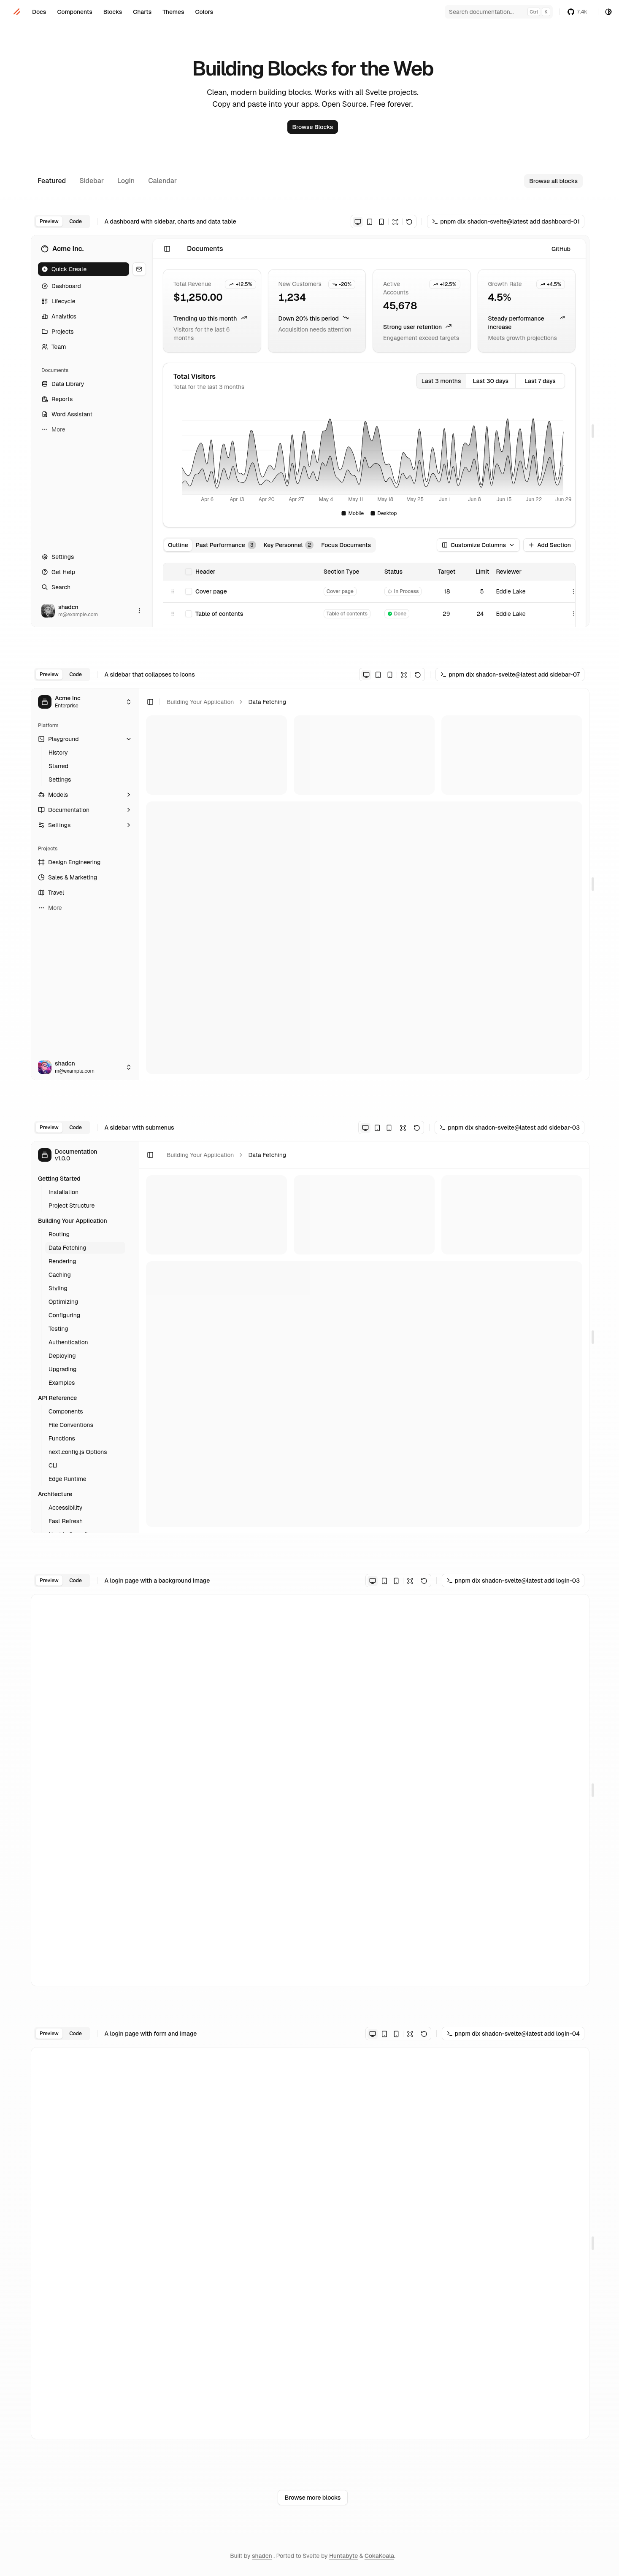 Docs Components Blocks Charts Themes Colors Search documentation... Ctrl K 7.4k
Building Blocks for the Web
Clean, modern building blocks. Works with all Svelte projects.
Copy and paste into your apps. Open Source. Free forever.
Browse Blocks
Featured Sidebar Login Calendar Browse all blocks
Preview Code A dashboard with sidebar, charts and data table pnpm dlx shadcn-svelte@latest add dashboard-01
Acme Inc.
Quick Create
Dashboard
Lifecycle
Analytics
Projects
Team
Documents
Data Library
Reports
Word Assistant
More
Settings
Get Help
Search
shadcn
m@example.com
Documents GitHub
Total Revenue +12.5%
$1,250.00
Trending up this month
Visitors for the last 6
months
New Customers -20%
1,234
Down 20% this period
Acquisition needs attention
Active
Accounts
+12.5%
45,678
Strong user retention
Engagement exceed targets
Growth Rate +4.5%
4.5%
Steady performance
increase
Meets growth projections
Total Visitors
Total for the last 3 months
Last 3 months Last 30 days Last 7 days
Apr 6 Apr 13 Apr 20 Apr 27 May 4 May 11 May 18 May 25 Jun 1 Jun 8 Jun 15 Jun 22 Jun 29
Mobile Desktop
Outline Past Performance 3 Key Personnel 2 Focus Documents Customize Columns Add Section
Header Section Type Status Target Limit Reviewer
Cover page Cover page In Process 18 5 Eddie Lake
Table of contents Table of contents Done 29 24 Eddie Lake
Preview Code A sidebar that collapses to icons pnpm dlx shadcn-svelte@latest add sidebar-07
Acme Inc
Enterprise
Platform
Playground
History
Starred
Settings
Models
Documentation
Settings
Projects
Design Engineering
Sales & Marketing
Travel
More
shadcn
m@example.com
Building Your Application Data Fetching
Preview Code A sidebar with submenus pnpm dlx shadcn-svelte@latest add sidebar-03
Documentation
v1.0.0
Getting Started
Installation
Project Structure
Building Your Application
Routing
Data Fetching
Rendering
Caching
Styling
Optimizing
Configuring
Testing
Authentication
Deploying
Upgrading
Examples
API Reference
Components
File Conventions
Functions
next.config.js Options
CLI
Edge Runtime
Architecture
Accessibility
Fast Refresh
Building Your Application Data Fetching
Preview Code A login page with a background image pnpm dlx shadcn-svelte@latest add login-03
Preview Code A login page with form and image pnpm dlx shadcn-svelte@latest add login-04
Browse more blocks
Built by shadcn . Ported to Svelte by Huntabyte & CokaKoala.